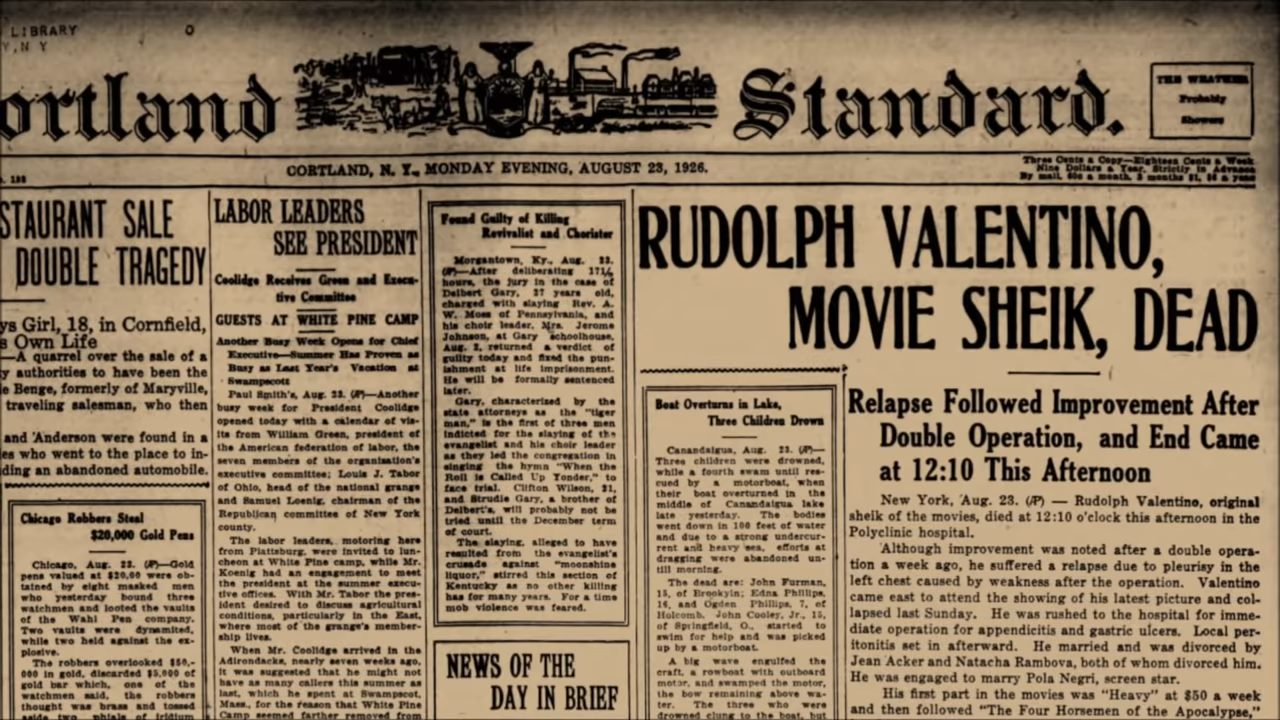 LIBRARY
Y, N Y
ortland Standard.
THE WEATHER
Probably
Showers
CORTLAND, N. Y., MONDAY EVENING, AUGUST 23, 1926.
Three Cents a Copy—Eighteen Cents a Week
Nine Dollars a Year, Strictly in Advance
By mail, 60c a month, 3 months $1, $4 a year
STAURANT SALE
DOUBLE TRAGEDY
ys Girl, 18, in Cornfield,
s Own Life
—A quarrel over the sale of a
y authorities to have been the
e Benge, formerly of Maryville,
traveling salesman, who then
and Anderson were found in a
es who went to the place to in-
ding an abandoned automobile.
Chicago Robbers Steal
$20,000 Gold Pens
Chicago, Aug. 23. (AP)—Gold
pens valued at $20,00 were ob-
tained by eight masked men
who yesterday bound three
watchmen and looted the vaults
of the Wahl Pen company.
Two vaults were dynamited,
while two held against the ex-
plosive.
The robbers overlooked $50,-
000 in gold, discarded $5,000 of
gold bar which, one of the
watchmen said, the robbers
thought was brass and tossed
aside two phials of iridium
LABOR LEADERS
SEE PRESIDENT
Coolidge Receives Green and Execu-
tive Committee
GUESTS AT WHITE PINE CAMP
Another Busy Week Opens for Chief
Executive—Summer Has Proven as
Busy as Last Year's Vacation at
Swampscott
Paul Smith's, Aug. 23. (AP)—Another
busy week for President Coolidge
opened today with a calendar of vis-
its from William Green, president of
the American federation of labor, the
seven members of the organization's
executive committee; Louis J. Tabor
of Ohio, head of the national grange
and Samuel Loenig, chairman of the
Republican committee of New York
county.
The labor leaders, motoring here
from Plattsburg, were invited to lun-
cheon at White Pine camp, while Mr.
Koenig had an engagement to meet
the president at the summer execu-
tive offices. With Mr. Tabor the pres-
ident desired to discuss agricultural
conditions, particularly in the East,
where most of the grange's member-
ship lives.
When Mr. Coolidge arrived in the
Adirondacks, nearly seven weeks ago,
it was suggested that he might not
have as many callers this summer as
last, which he spent at Swampscot,
Mass., for the reason that White Pine
Camp seemed farther removed from
Found Guilty of Killing
Revivalist and Chorister
Morgantown, Ky., Aug. 23.
(AP)—After deliberating 17½
hours, the jury in the case of
Delbert Gary, 27 years old,
charged with slaying Rev. A.
W. Moss of Pennsylvania, and
his choir leader, Mrs. Jerome
Johnson, at Gary schoolhouse,
Aug. 2, returned a verdict of
guilty today and fixed the pun-
ishment at life imprisonment.
He will be formally sentenced
later.
Gary, characterized by the
state attorneys as the "tiger
man," is the first of three men
indicted for the slaying of the
evangelist and his choir leader
as they led the congregation in
singing the hymn "When the
Roll is Called Up Yonder," to
face trial. Clifton Wilson, 21,
and Strudie Gary, a brother of
Delbert's, will probably not be
tried until the December term
of court.
The slaying, alleged to have
resulted from the evangelist's
crusade against "moonshine
liquor," stirred this section of
Kentucky as no other killing
has for many years. For a time
mob violence was feared.
NEWS OF THE
DAY IN BRIEF
RUDOLPH VALENTINO,
MOVIE SHEIK, DEAD
Boat Overturns in Lake,
Three Children Drown
Canandaigua, Aug. 23. (AP)—
Three children were drowned,
while a fourth swam until res-
cued by a motorboat, when
their boat overturned in the
middle of Canandaigua lake
late yesterday. The bodies
went down in 100 feet of water
and due to a strong undercur-
rent and heavy sea, efforts at
dragging were abandoned un-
till morning.
The dead are: John Furman,
15, of Brookyin; Edna Phillips,
16, and Ogden Phillips, 7, of
Holcomb. John Cooley, Jr., 15,
of Springfield, O., started to
swim for help and was picked
up by a motorboat.
A big wave engulfed the
craft, a rowboat with outboard
motor, and swamped the motor,
the bow remaining above wa-
ter. The three who were
drowned clung to the boat, but
Relapse Followed Improvement After
Double Operation, and End Came
at 12:10 This Afternoon
New York, Aug. 23. (AP) — Rudolph Valentino, original
sheik of the movies, died at 12:10 o'clock this afternoon in the
Polyclinic hospital.
Although improvement was noted after a double opera-
tion a week ago, he suffered a relapse due to pleurisy in the
left chest caused by weakness after the operation. Valentino
came east to attend the showing of his latest picture and col-
lapsed last Sunday. He was rushed to the hospital for imme-
diate operation for appendicitis and gastric ulcers. Local per-
itonitis set in afterward. He married and was divorced by
Jean Acker and Natacha Rambova, both of whom divorced him.
He was engaged to marry Pola Negri, screen star.
His first part in the movies was "Heavy" at $50 a week
and then followed "The Four Horsemen of the Apocalypse,"